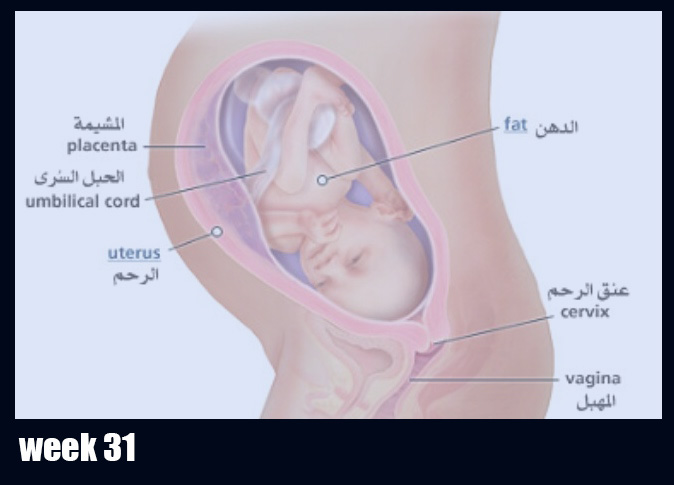 المشيمة
placenta
الحبل السرى
umbilical cord
uterus
الرحم
fat الدهن
عنق الرحم
cervix
vagina
المهبل
week 31